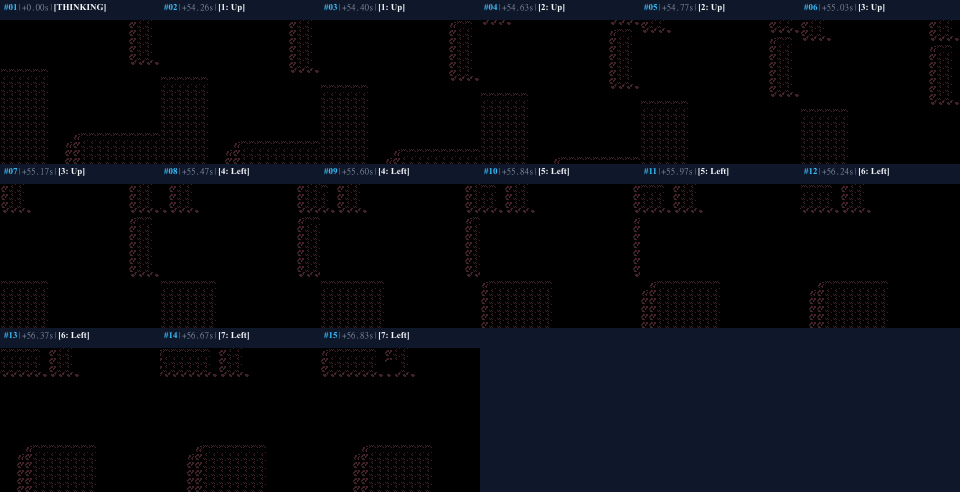 #01 | +0.00s | [THINKING] #02 | +54.26s | [1: Up] #03 | +54.40s | [1: Up] #04 | +54.63s | [2: Up] #05 | +54.77s | [2: Up] #06 | +55.03s | [3: Up]
#07 | +55.17s | [3: Up] #08 | +55.47s | [4: Left] #09 | +55.60s | [4: Left] #10 | +55.84s | [5: Left] #11 | +55.97s | [5: Left] #12 | +56.24s | [6: Left]
#13 | +56.37s | [6: Left] #14 | +56.67s | [7: Left] #15 | +56.83s | [7: Left]